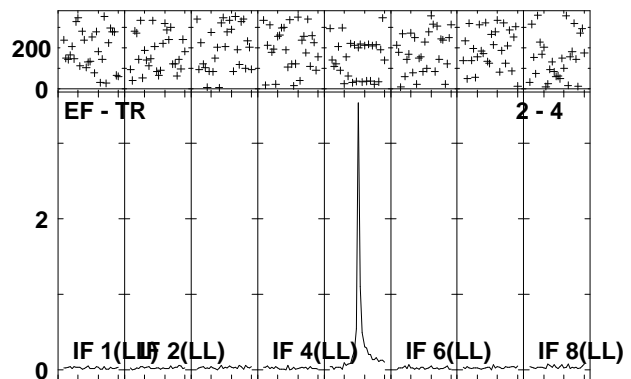 200
0
EF - TR 2 - 4
2
IF 1(LL) IF 2(LL) IF 4(LL) IF 6(LL) IF 8(LL)
0